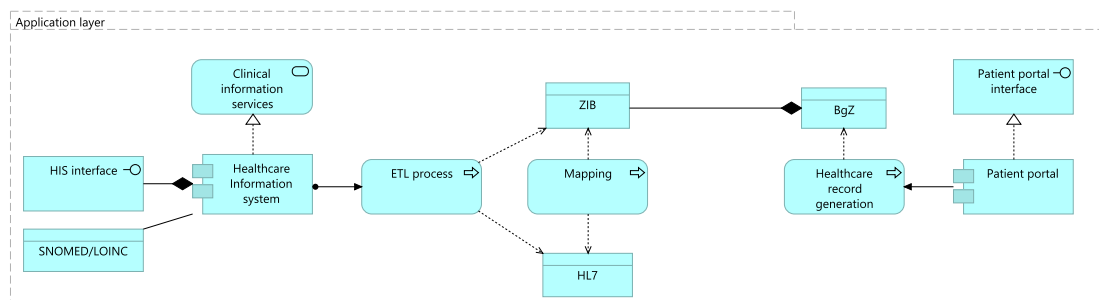 Application layer
Clinical
information
services
HIS interface
Healthcare
Information
system
SNOMED/LOINC
ETL process
ZIB
Mapping
HL7
BgZ
Healthcare
record
generation
Patient portal
interface
Patient portal